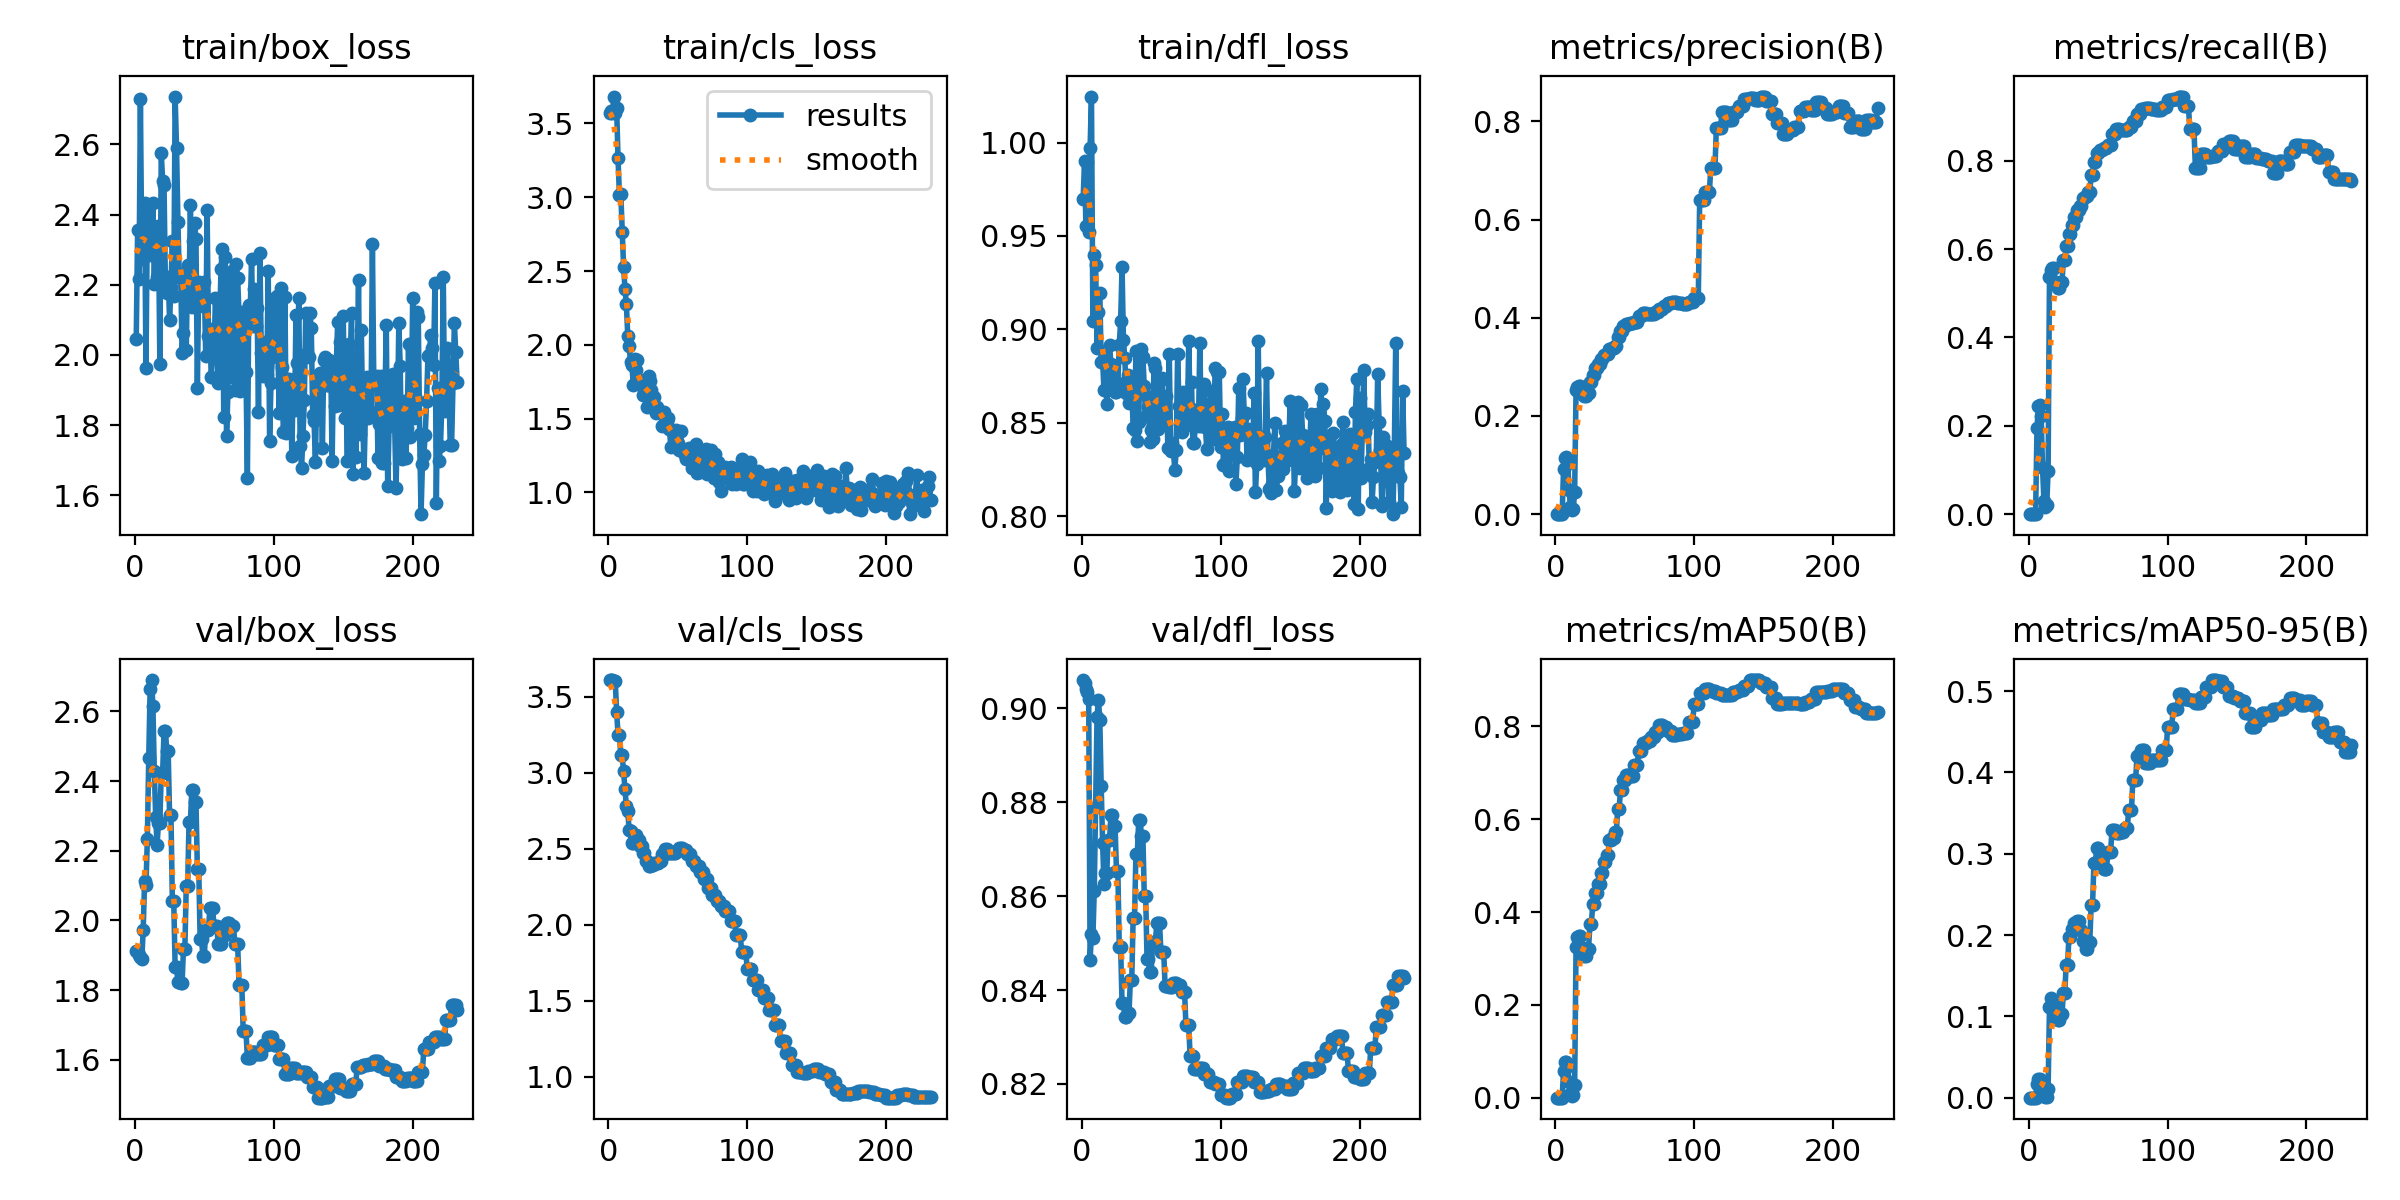 train/box_loss
2.6
2.4
2.2
2.0
1.8
1.6
0 100 200
train/cls_loss
results
smooth
3.5
3.0
2.5
2.0
1.5
1.0
0 100 200
train/dfl_loss
1.00
0.95
0.90
0.85
0.80
0 100 200
metrics/precision(B)
0.8
0.6
0.4
0.2
0.0
0 100 200
metrics/recall(B)
0.8
0.6
0.4
0.2
0.0
0 100 200
val/box_loss
2.6
2.4
2.2
2.0
1.8
1.6
0 100 200
val/cls_loss
3.5
3.0
2.5
2.0
1.5
1.0
0 100 200
val/dfl_loss
0.90
0.88
0.86
0.84
0.82
0 100 200
metrics/mAP50(B)
0.8
0.6
0.4
0.2
0.0
0 100 200
metrics/mAP50-95(B)
0.5
0.4
0.3
0.2
0.1
0.0
0 100 200